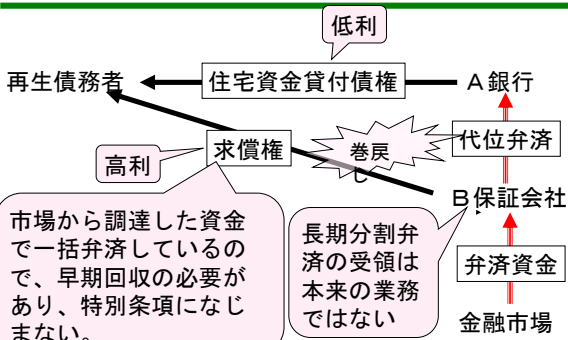 低利
再生債務者
住宅資金貸付債権
A銀行
高利
求償権
巻戻
し
代位弁済
B保証会社
市場から調達した資金
で一括弁済しているの
で、早期回収の必要が
あり、特別条項になじ
まない。
長期分割弁
済の受領は
本来の業務
ではない
弁済資金
金融市場